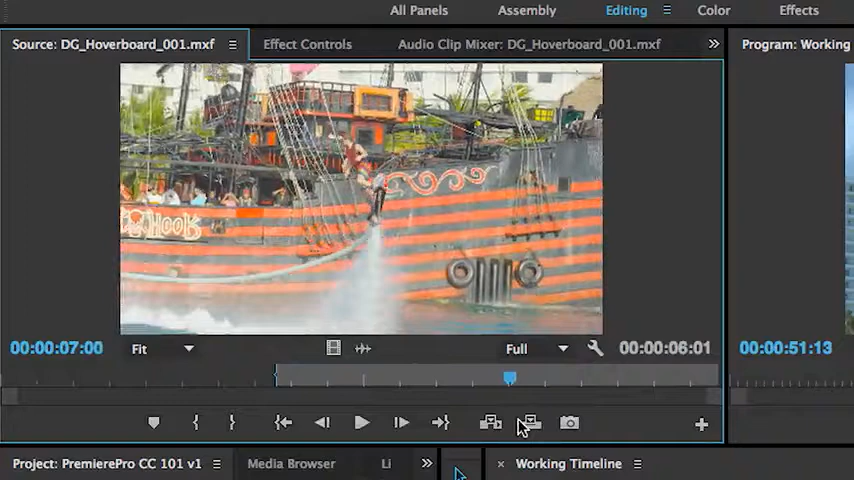 All Panels Assembly Editing Color Effects
Source: DG_Hoverboard_001.mxf Effect Controls Audio Clip Mixer: DG_Hoverboard_001.mxf Program: Working
HOOK
00:00:07:00 Fit Full 00:00:06:01 00:00:51:13
Project: PremierePro CC 101 v1 Media Browser Li Working Timeline